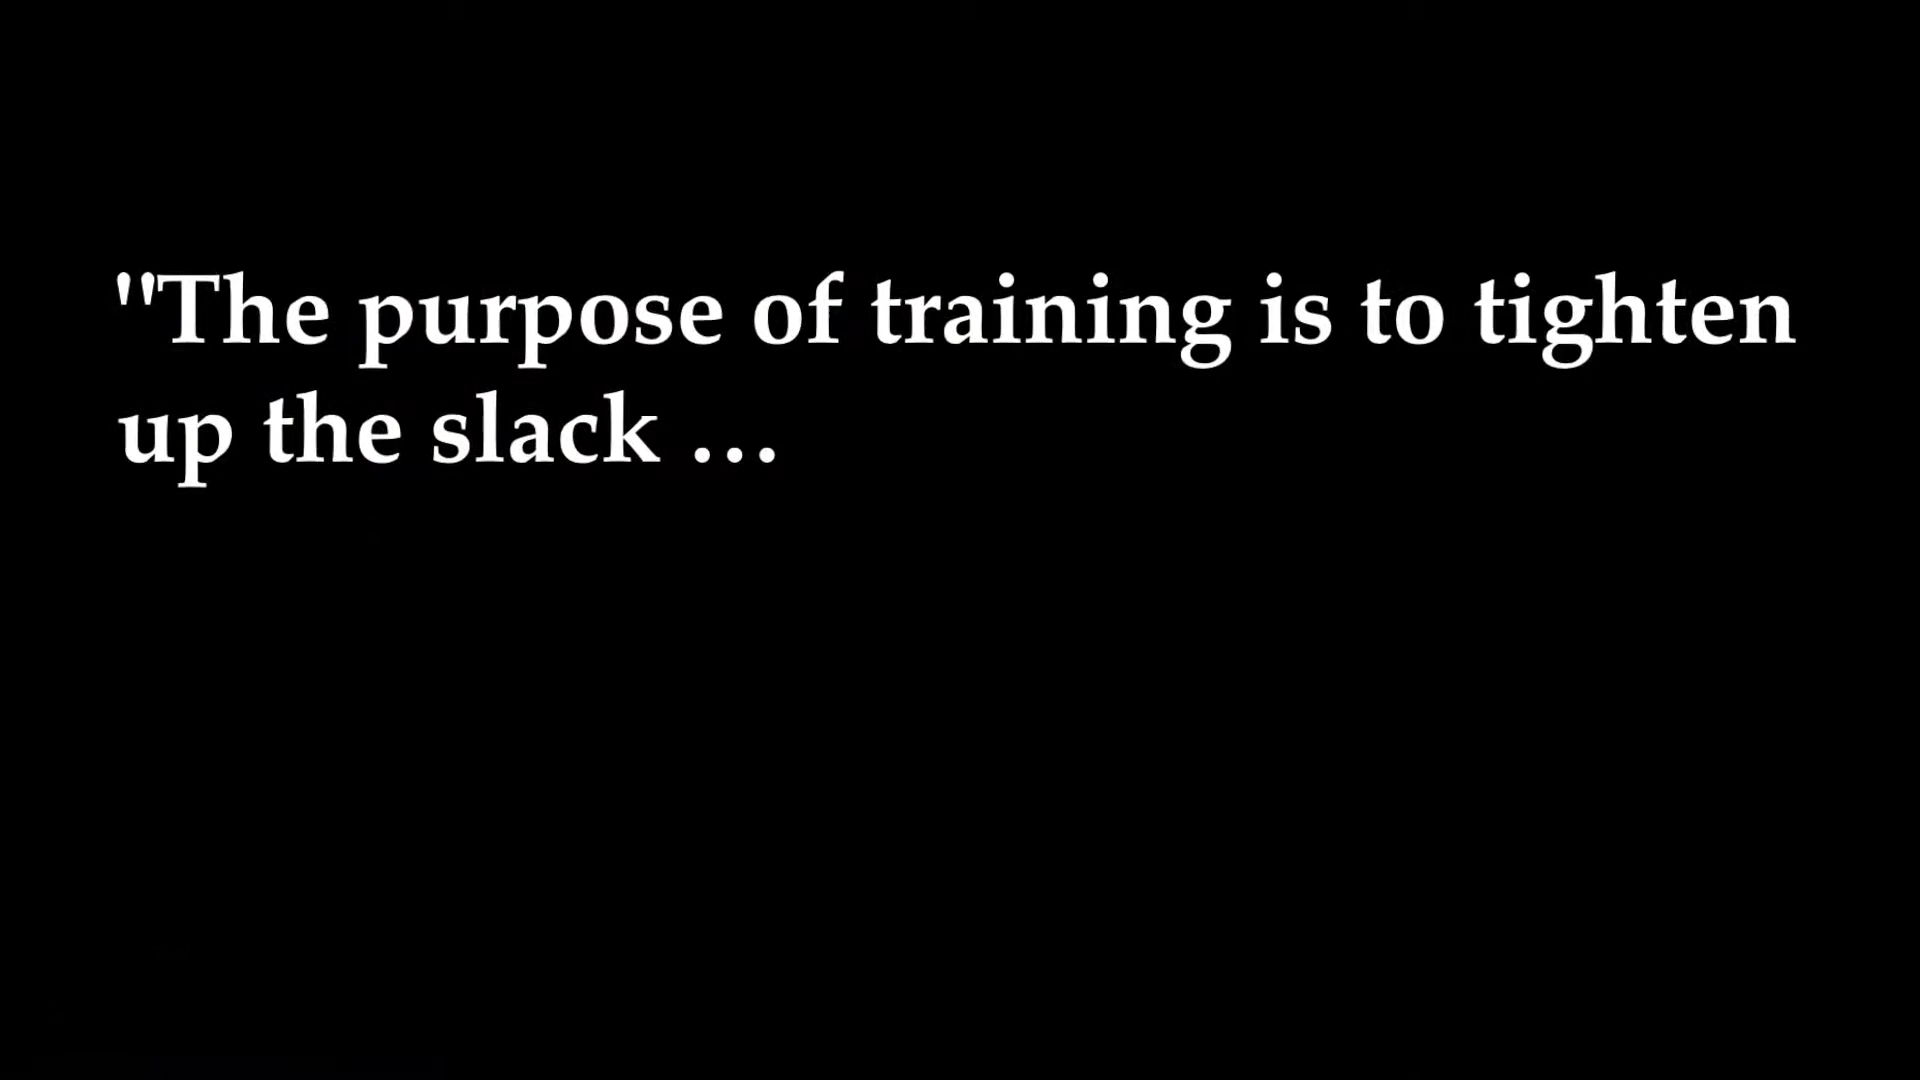 "The purpose of training is to tighten
up the slack …